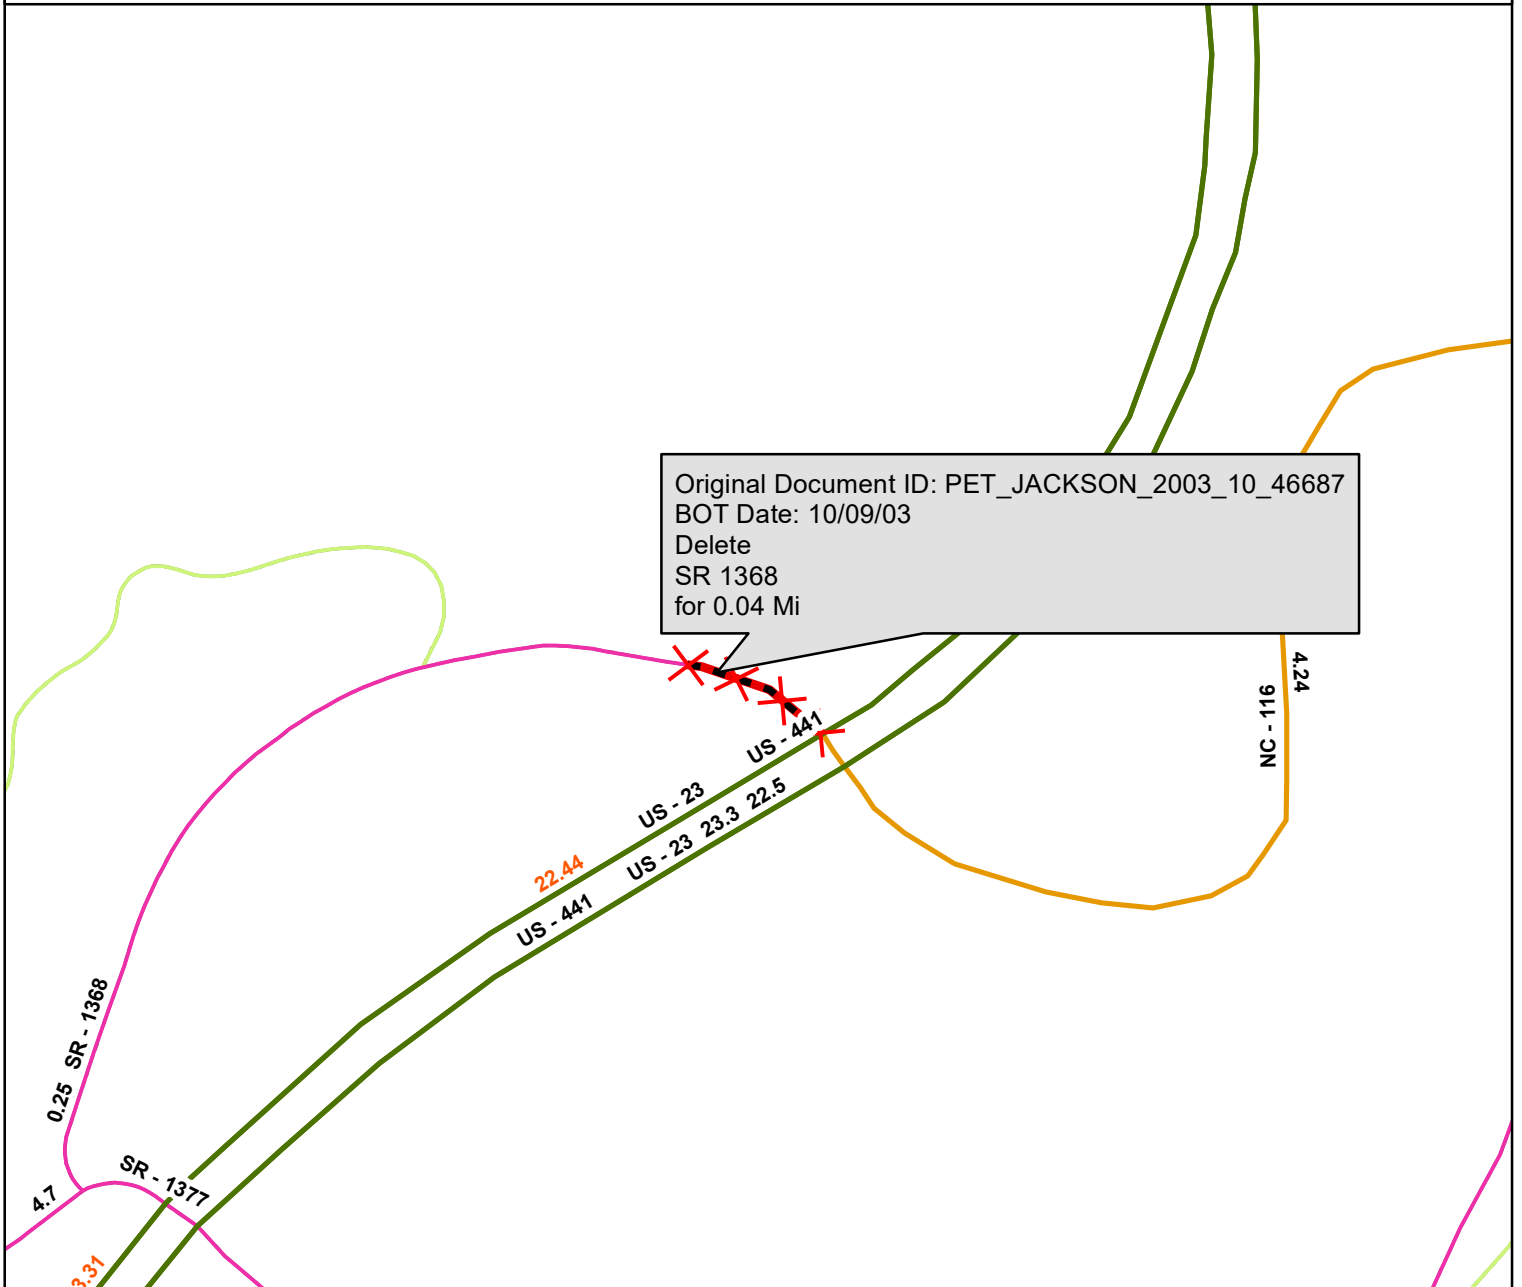 Original Document ID: PET_JACKSON_2003_10_46687
BOT Date: 10/09/03
Delete
SR 1368
for 0.04 Mi
4.24
NC - 116
US - 441
US - 23
US - 23 23.3 22.5
22.44
US - 441
0.25 SR - 1368
SR - 1377
4.7
3.31